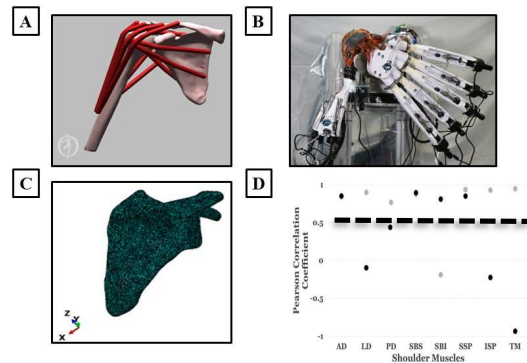 A
B
C
Z Y
X
D
Pearson Correlation
Coefficient
1
0.5
0
-0.5
-1
AD LD PD SBS SBI SSP ISP TM
Shoulder Muscles